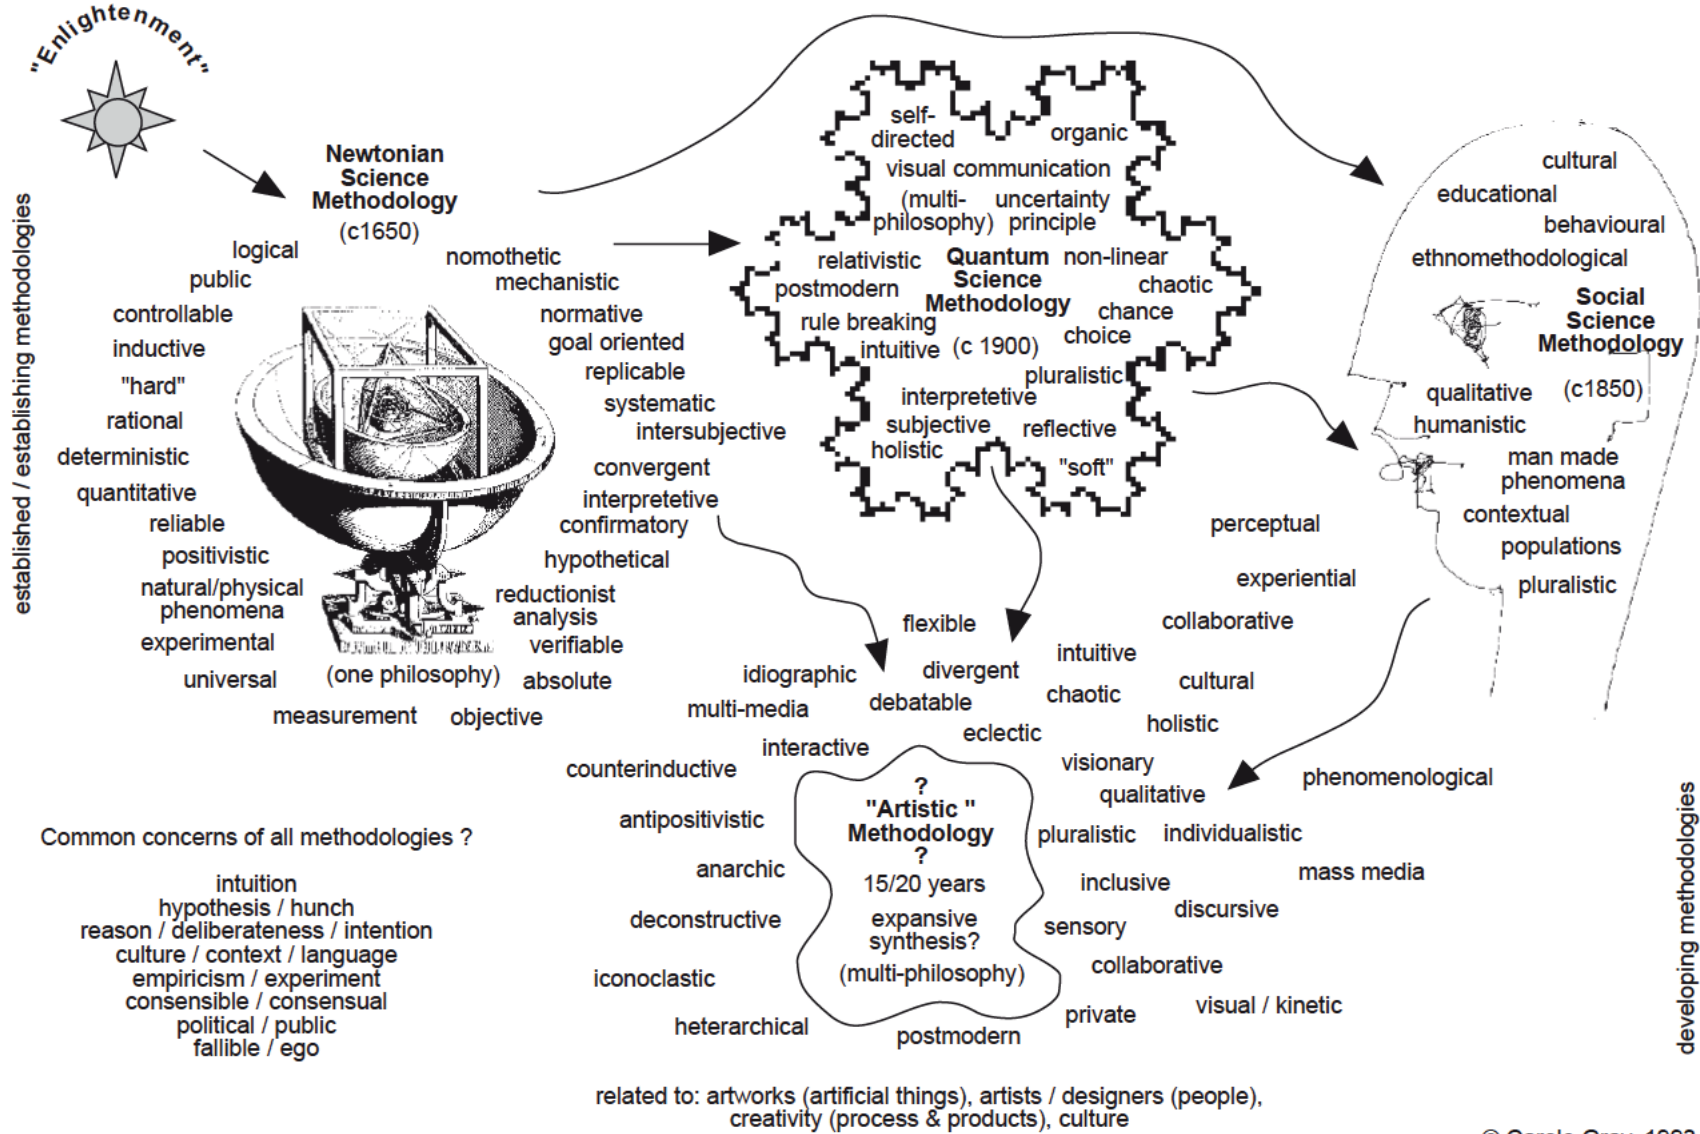 "Enlightenment"
established / establishing methodologies
Newtonian
Science
Methodology
(c1650)
logical
public
controllable
inductive
"hard"
rational
deterministic
quantitative
reliable
positivistic
natural/physical
phenomena
experimental
universal
measurement
(one philosophy)
objective
absolute
nomothetic
mechanistic
normative
goal oriented
replicable
systematic
intersubjective
convergent
interpretetive
confirmatory
hypothetical
reductionist
analysis
verifiable
self-
directed
organic
visual communication
(multi-
philosophy)
uncertainty
principle
relativistic
postmodern
rule breaking
intuitive
Quantum
Science
Methodology
(c 1900)
non-linear
chaotic
chance
choice
pluralistic
interpretetive
subjective
holistic
reflective
"soft"
cultural
educational
behavioural
ethnomethodological
Social
Science
Methodology
(c1850)
qualitative
humanistic
man made
phenomena
contextual
populations
pluralistic
perceptual
experiential
collaborative
flexible
divergent
debatable
eclectic
intuitive
chaotic
cultural
holistic
visionary
qualitative
phenomenological
pluralistic
individualistic
mass media
inclusive
discursive
sensory
collaborative
visual / kinetic
private
postmodern
idiographic
multi-media
interactive
counterinductive
antipositivistic
anarchic
deconstructive
iconoclastic
heterarchical
?
"Artistic "
Methodology
?
15/20 years
expansive
synthesis?
(multi-philosophy)
Common concerns of all methodologies ?
intuition
hypothesis / hunch
reason / deliberateness / intention
culture / context / language
empiricism / experiment
consensible / consensual
political / public
fallible / ego
related to: artworks (artificial things), artists / designers (people),
creativity (process & products), culture
developing methodologies